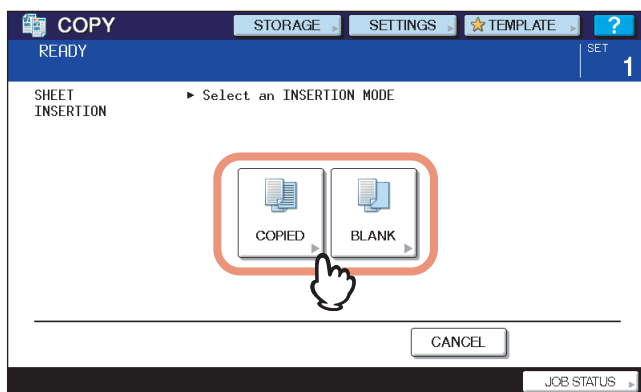 COPY STORAGE SETTINGS TEMPLATE ?
READY SET
1
SHEET INSERTION
► Select an INSERTION MODE
COPIED BLANK
CANCEL
JOB STATUS